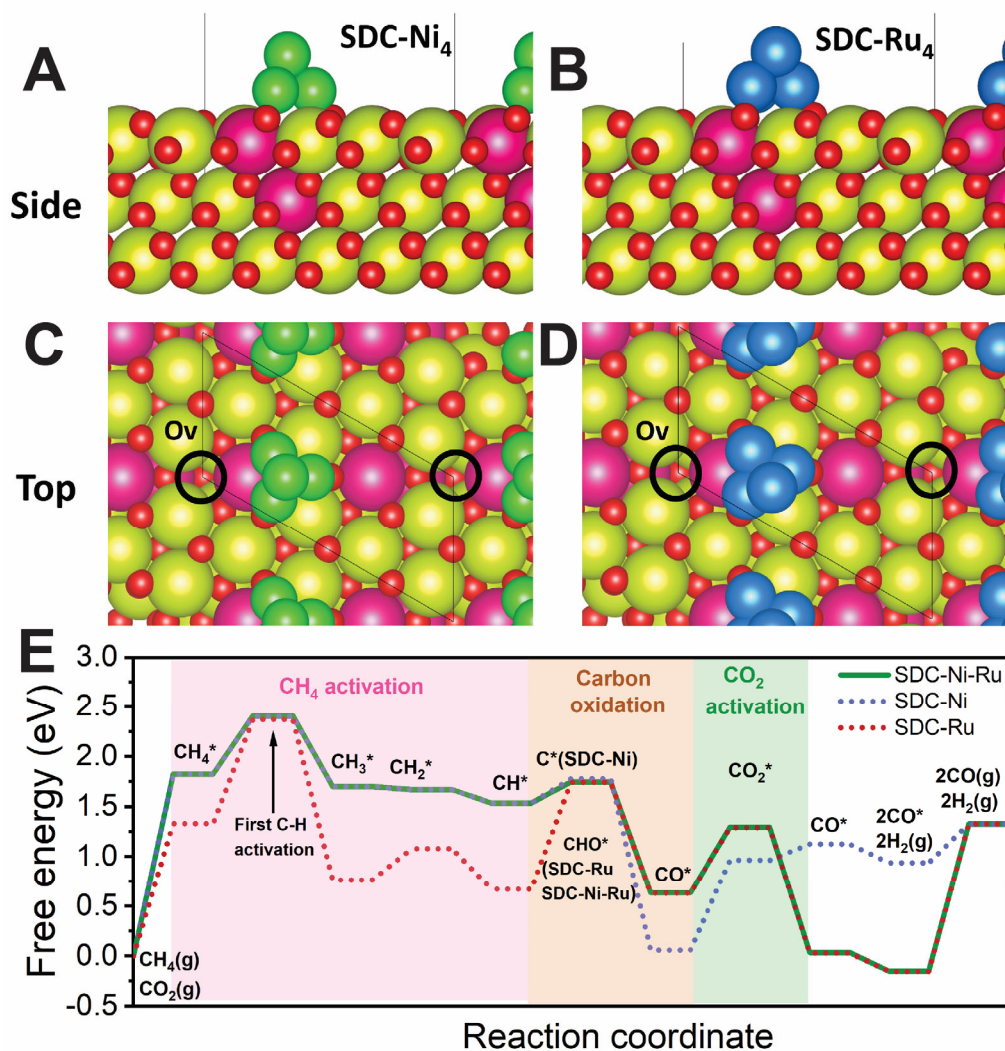 A
SDC-Ni₄
B
SDC-Ru₄
Side
C
Ov
D
Ov
Top
E
3.0
2.5
2.0
1.5
1.0
0.5
0.0
-0.5
Free energy (eV)
CH₄ activation
Carbon
oxidation
CO₂
activation
SDC-Ni-Ru
SDC-Ni
SDC-Ru
CH₄*
CH₃*
CH₂*
CH*
C*(SDC-Ni)
CO₂*
2CO(g)
2H₂(g)
First C-H
activation
CHO*
(SDC-Ru
SDC-Ni-Ru)
CO*
CO*
2CO*
2H₂(g)
CH₄(g)
CO₂(g)
Reaction coordinate